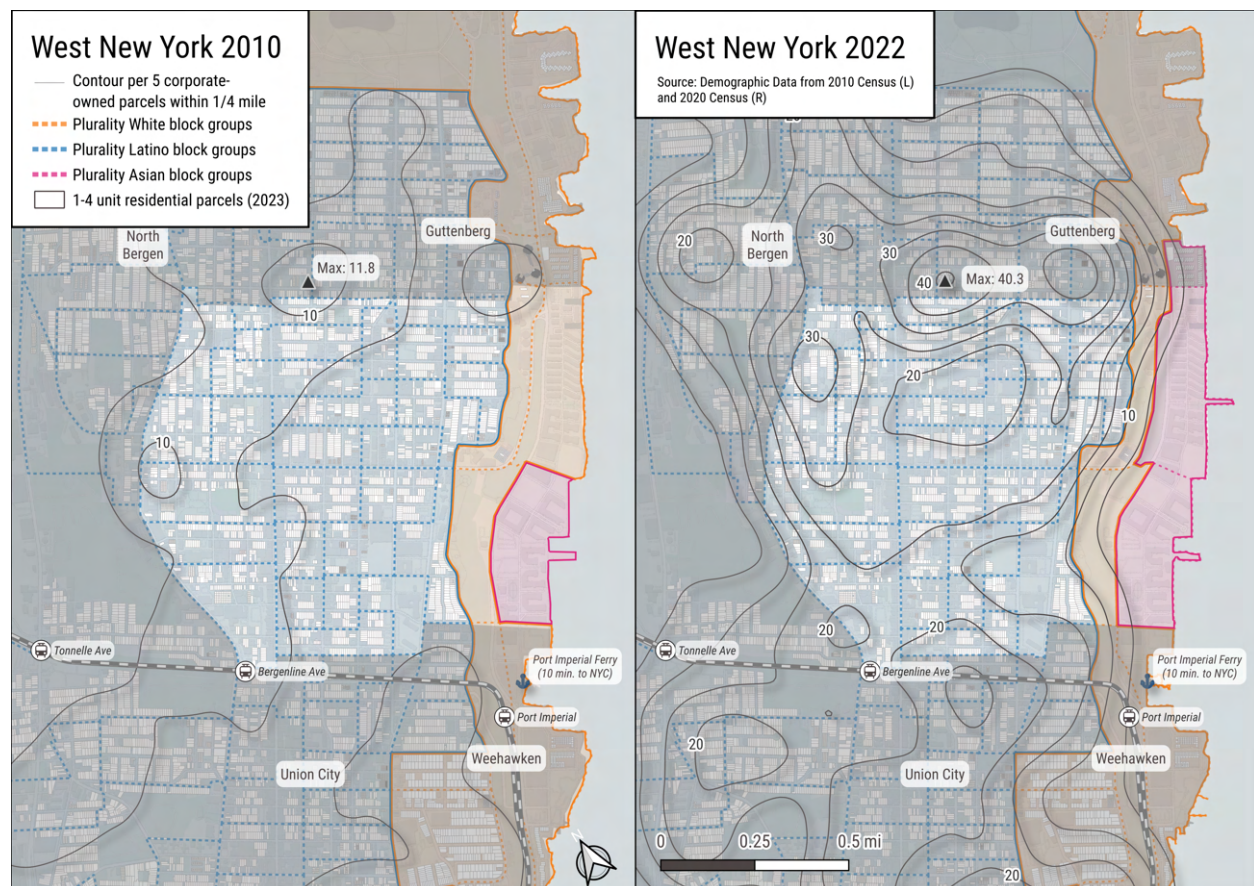 West New York 2010
Contour per 5 corporate-
owned parcels within 1/4 mile
Plurality White block groups
Plurality Latino block groups
Plurality Asian block groups
1-4 unit residential parcels (2023)
North
Bergen
Guttenberg
Max: 11.8
10
10
Tonnelle Ave
Bergenline Ave
Port Imperial Ferry
(10 min. to NYC)
Port Imperial
Weehawken
Union City
N
West New York 2022
Source: Demographic Data from 2010 Census (L)
and 2020 Census (R)
20
20
North
Bergen
30
30
Guttenberg
40
Max: 40.3
30
20
10
20
20
Tonnelle Ave
Bergenline Ave
Port Imperial Ferry
(10 min. to NYC)
Port Imperial
20
Weehawken
Union City
0
0.25
0.5 mi
20
20